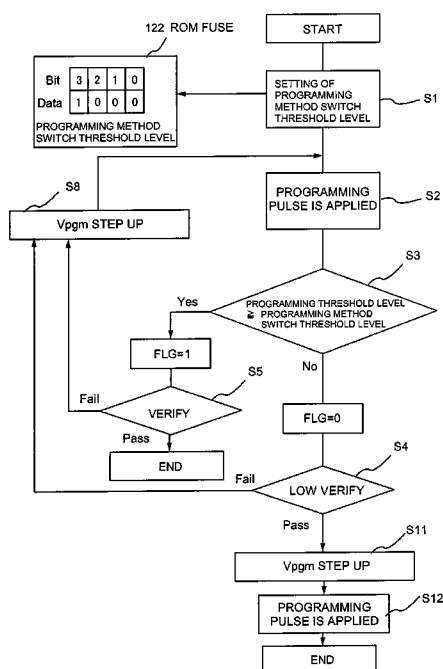 122 ROM FUSE
START
Bit 3 2 1 0
Data 1 0 0 0
PROGRAMMING METHOD
SWITCH THRESHOLD LEVEL
SETTING OF
PROGRAMMING
METHOD SWITCH
THRESHOLD LEVEL
S1
S8
Vpgm STEP UP
S2
PROGRAMMING
PULSE IS APPLIED
S3
Yes
PROGRAMMING THRESHOLD LEVEL
≧ PROGRAMMING METHOD
SWITCH THRESHOLD LEVEL
FLG=1
No
S5
Fail
VERIFY
Pass
FLG=0
END
S4
Fail
LOW VERIFY
Pass
S11
Vpgm STEP UP
S12
PROGRAMMING
PULSE IS APPLIED
END